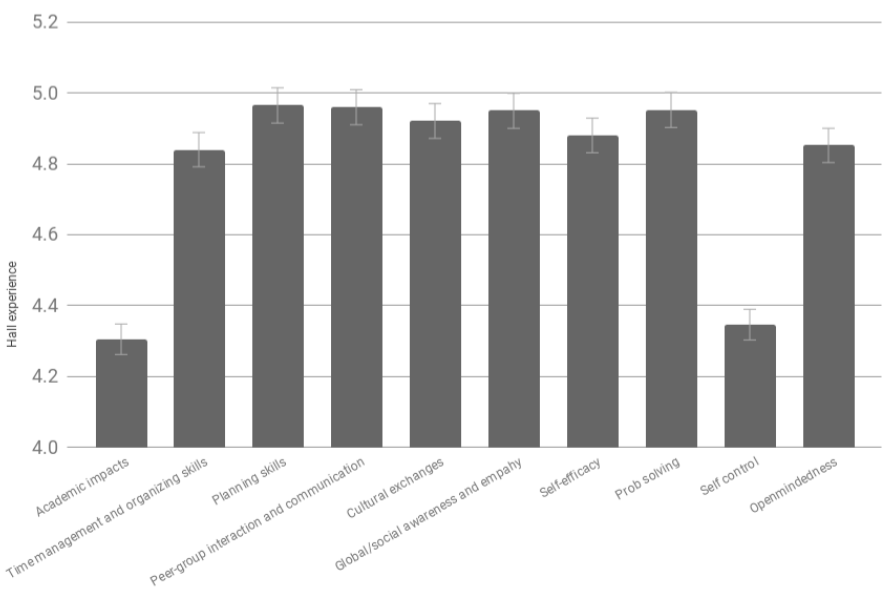 5.2
5.0
4.8
4.6
4.4
4.2
4.0
Hall experience
Academic impacts
Time management and organizing skills
Planning skills
Peer-group interaction and communication
Cultural exchanges
Global/social awareness and empahy
Self-efficacy
Prob solving
Self control
Openmindedness